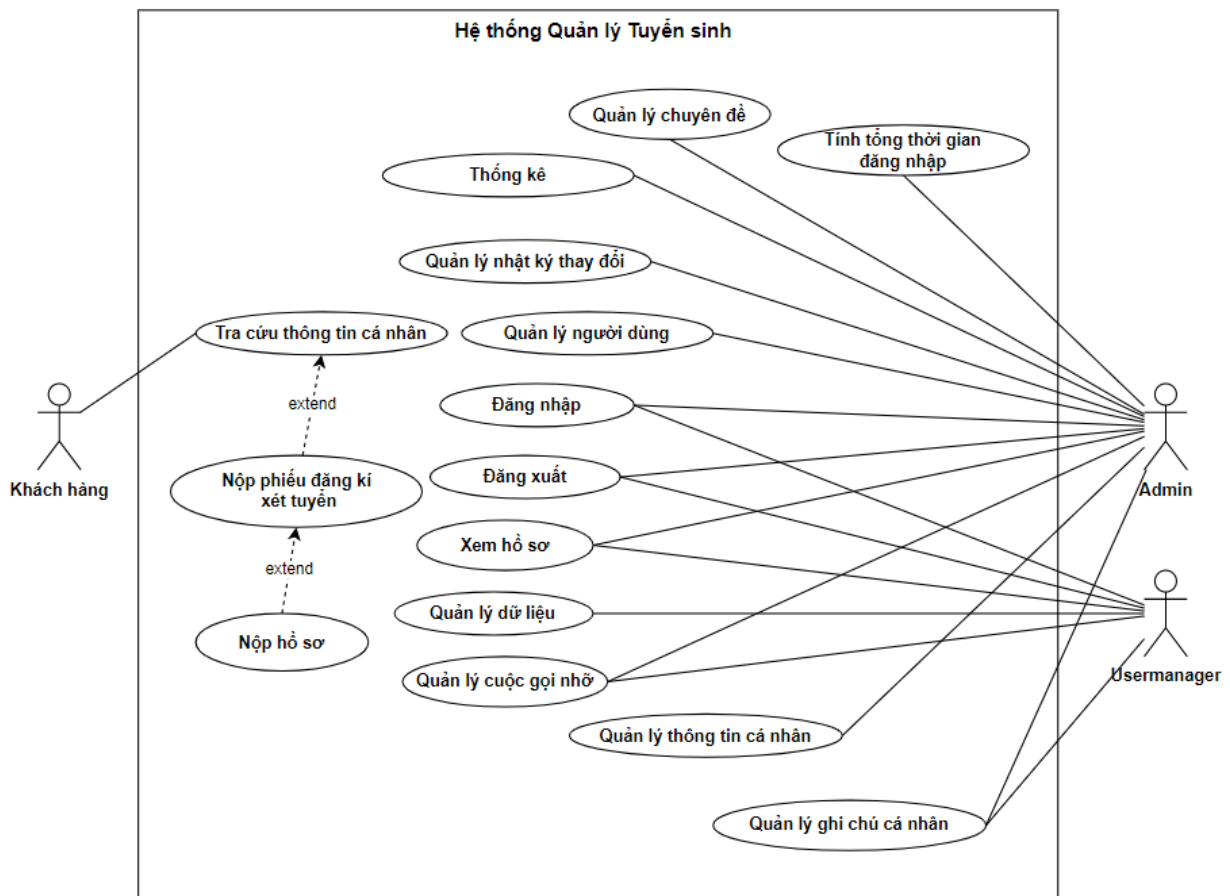 Hệ thống Quản lý Tuyển sinh
Quản lý chuyên đề
Tính tổng thời gian
đăng nhập
Thống kê
Quản lý nhật ký thay đổi
Tra cứu thông tin cá nhân
Quản lý người dùng
extend
Đăng nhập
Khách hàng
Admin
Nộp phiếu đăng kí
xét tuyển
Đăng xuất
Xem hồ sơ
extend
Quản lý dữ liệu
Nộp hồ sơ
Quản lý cuộc gọi nhỡ
Usermanager
Quản lý thông tin cá nhân
Quản lý ghi chú cá nhân